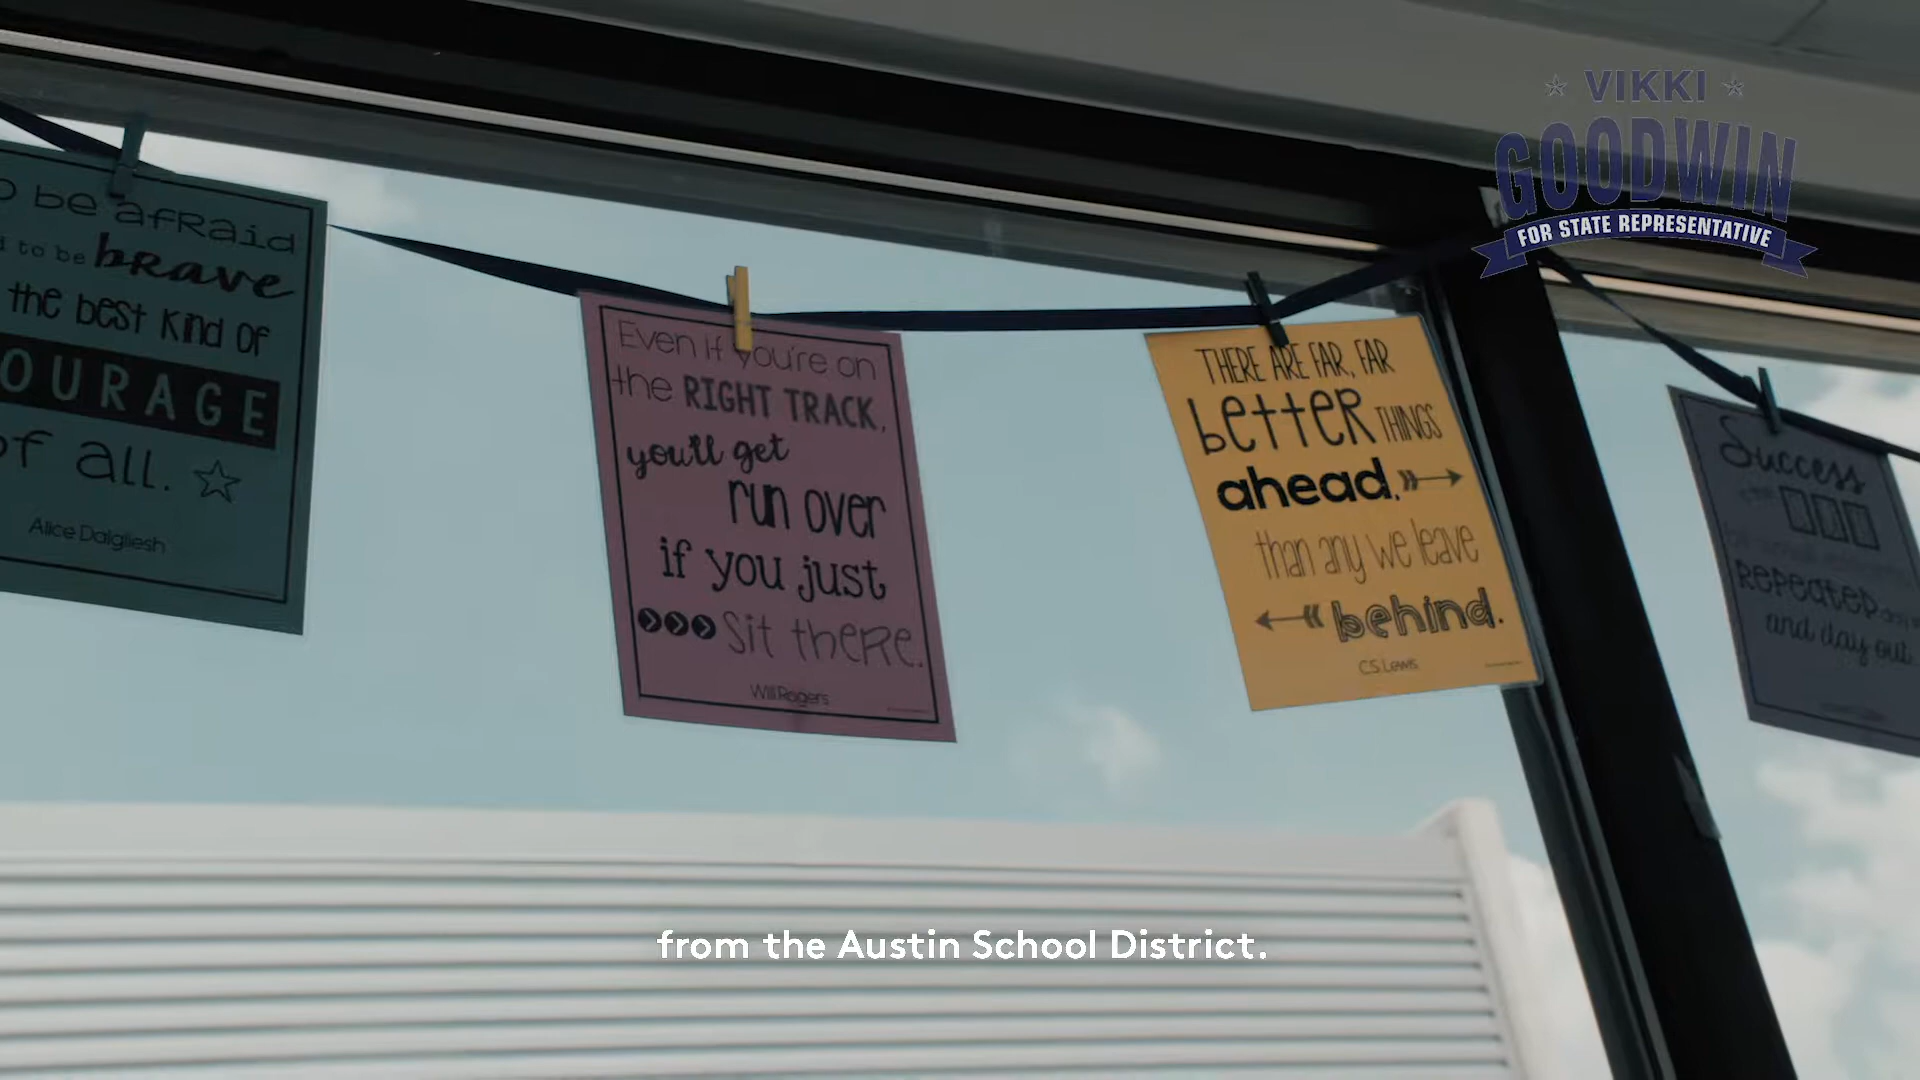 VIKKI
GOODWIN
FOR STATE REPRESENTATIVE
be afraid
to be brave
the best kind of
OURAGE
of all.
Alice Dalgliesh
Even if you're on
the RIGHT TRACK,
you'll get
run over
if you just
sit there.
Will Rogers
THERE ARE FAR, FAR
better THINGS
ahead,
than any we leave
behind.
C.S. Lewis
Success
REPEATED day
and day out.
from the Austin School District.